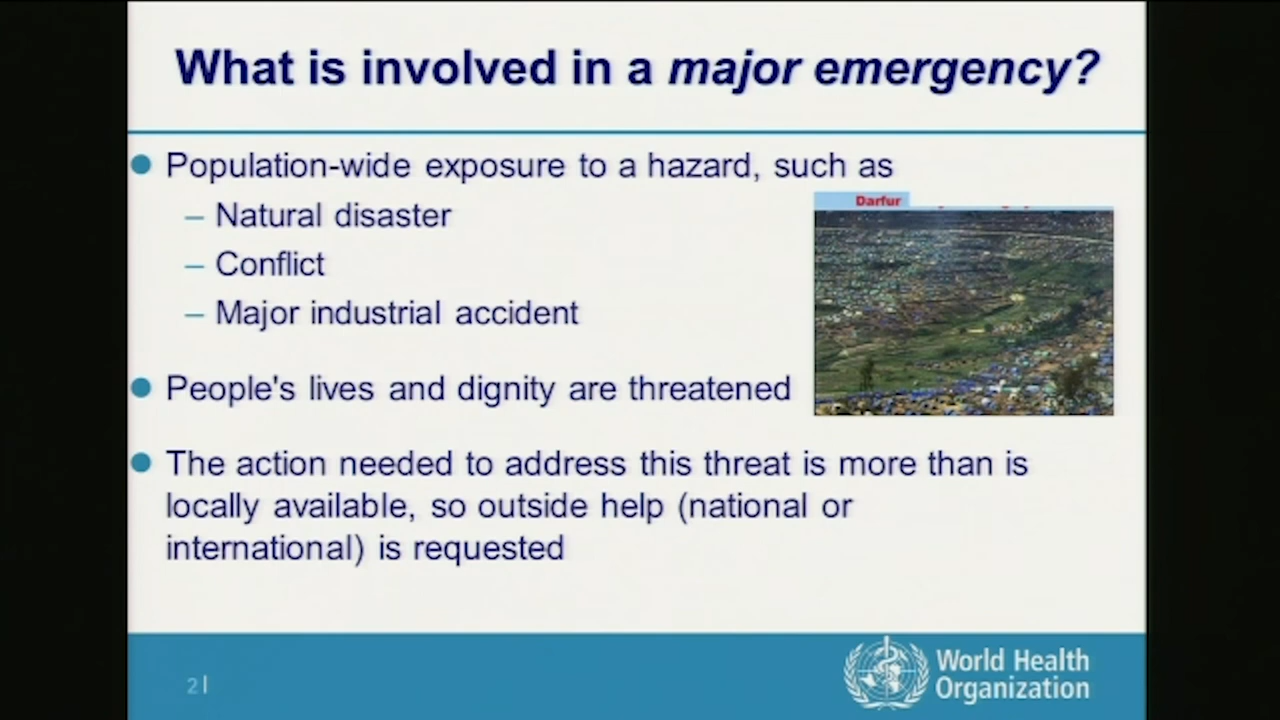 What is involved in a major emergency?
Population-wide exposure to a hazard, such as
– Natural disaster
– Conflict
– Major industrial accident
Darfur
People's lives and dignity are threatened
The action needed to address this threat is more than is
locally available, so outside help (national or
international) is requested
2 |
World Health
Organization